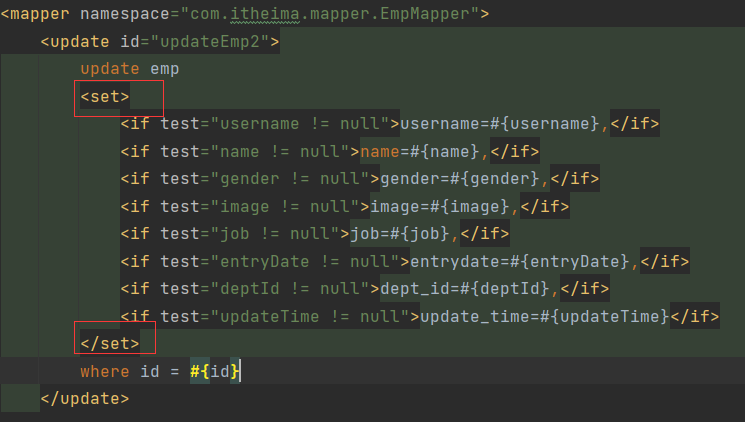 <mapper namespace="com.itheima.mapper.EmpMapper">
<update id="updateEmp2">
update emp
<set>
<if test="username != null">username=#{username},</if>
<if test="name != null">name=#{name},</if>
<if test="gender != null">gender=#{gender},</if>
<if test="image != null">image=#{image},</if>
<if test="job != null">job=#{job},</if>
<if test="entryDate != null">entrydate=#{entryDate},</if>
<if test="deptId != null">dept_id=#{deptId},</if>
<if test="updateTime != null">update_time=#{updateTime}</if>
</set>
where id = #{id}
</update>